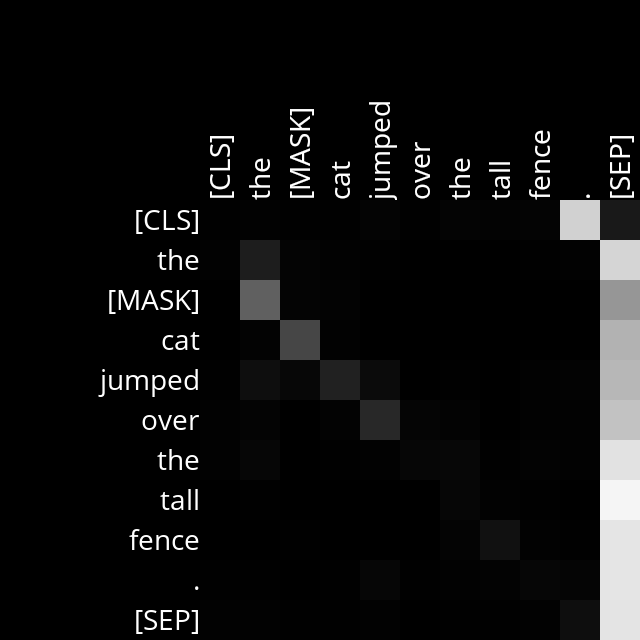 [CLS] the [MASK] cat jumped over the tall fence . [SEP]
[CLS]
the
[MASK]
cat
jumped
over
the
tall
fence
.
[SEP]